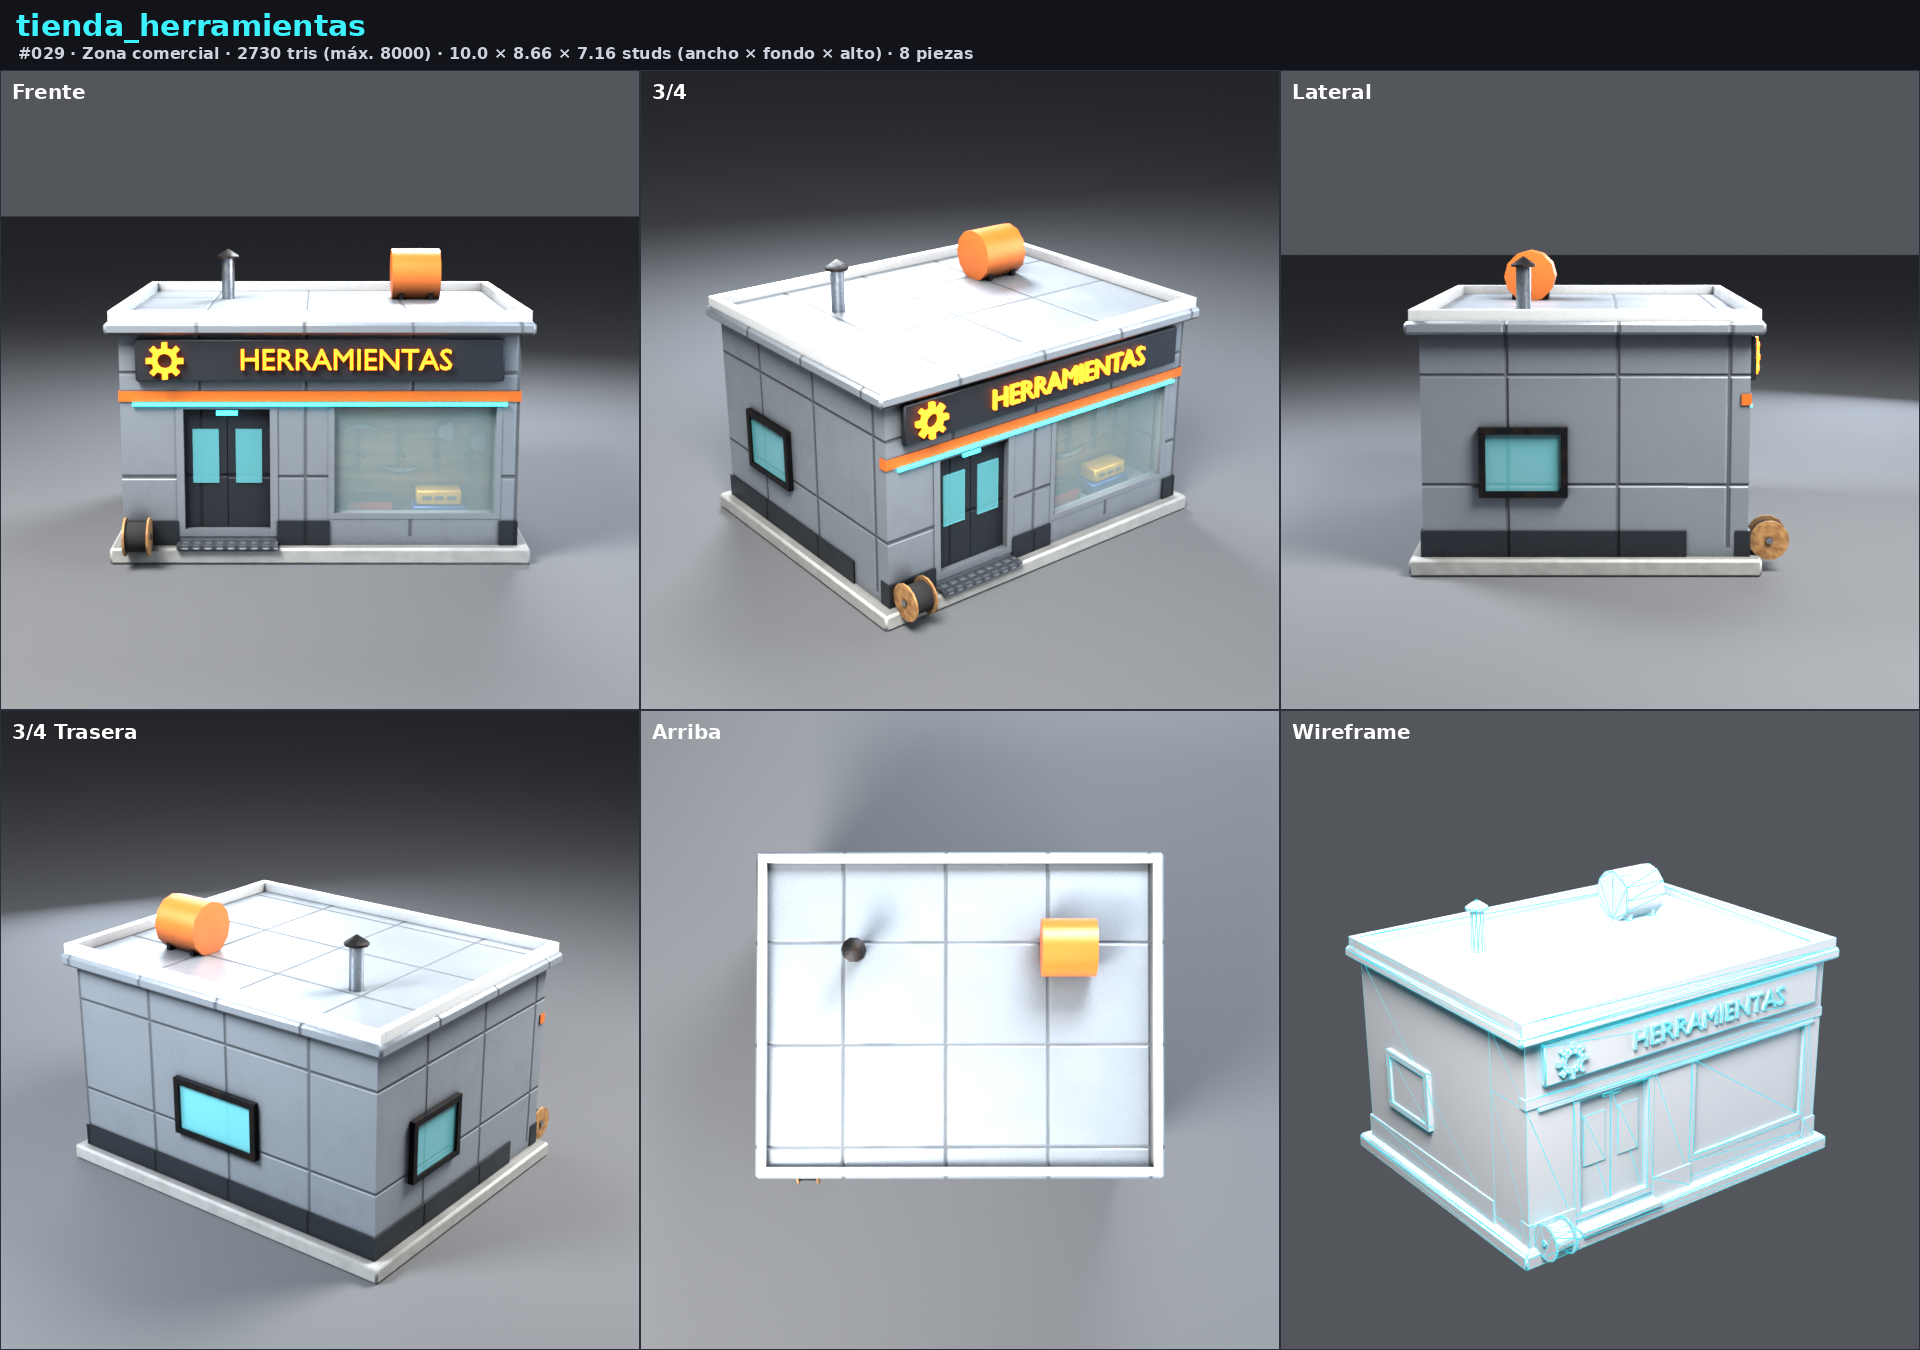 tienda_herramientas
#029 · Zona comercial · 2730 tris (máx. 8000) · 10.0 × 8.66 × 7.16 studs (ancho × fondo × alto) · 8 piezas
Frente
3/4
Lateral
HERRAMIENTAS
HERRAMIENTAS
3/4 Trasera
Arriba
Wireframe
HERRAMIENTAS